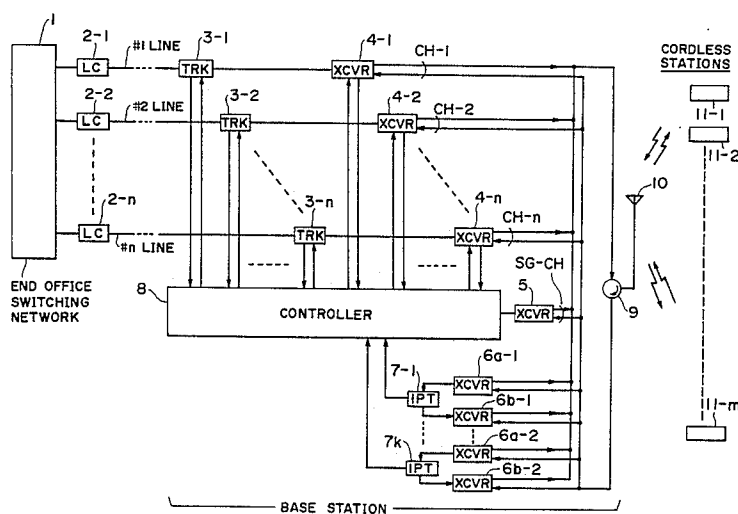 1
2-1
#1 LINE
3-1
4-1
CH-1
CORDLESS
STATIONS
LC
TRK
XCVR
2-2
#2 LINE
3-2
4-2
CH-2
11-1
LC
TRK
XCVR
11-2
10
2-n
3-n
4-n
CH-n
LC
#n LINE
TRK
XCVR
END OFFICE
SWITCHING
NETWORK
SG-CH
8
CONTROLLER
5
XCVR
9
6a-1
7-1
XCVR
IPT
6b-1
XCVR
11-m
7k
6a-2
XCVR
IPT
6b-2
XCVR
BASE STATION